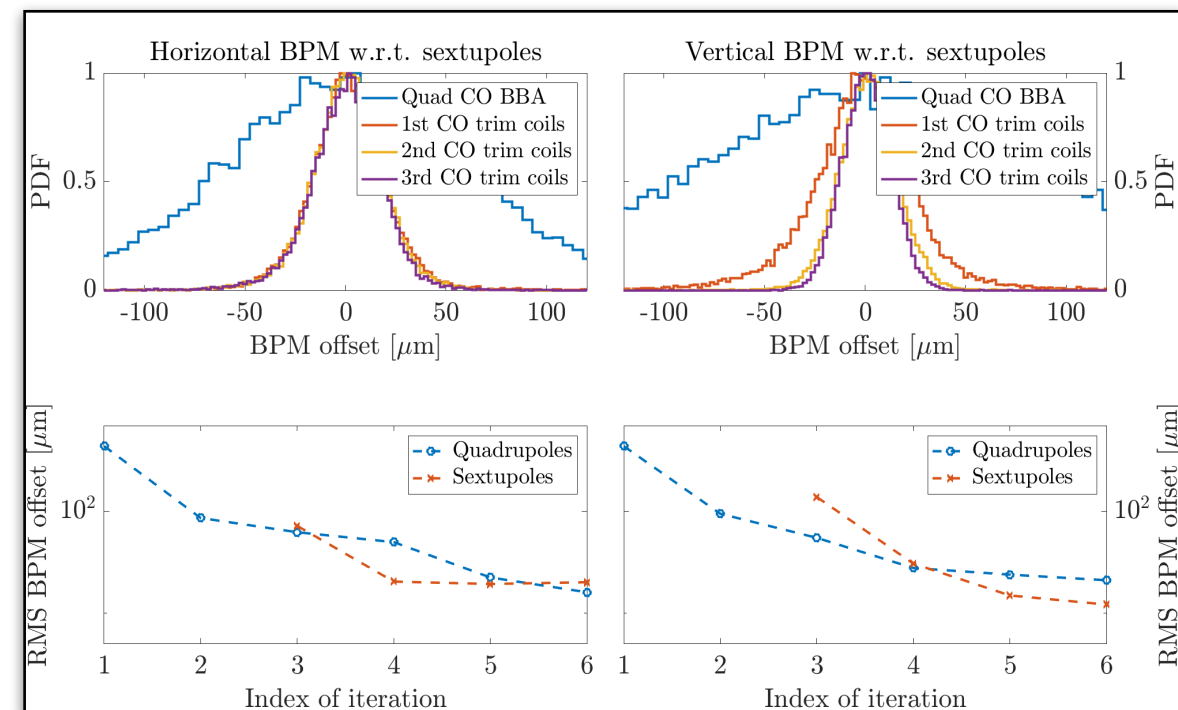 Horizontal BPM w.r.t. sextupoles
1
0.5
0
PDF
Quad CO BBA
1st CO trim coils
2nd CO trim coils
3rd CO trim coils
-100 -50 0 50 100
BPM offset [μm]
Vertical BPM w.r.t. sextupoles
1
0.5
0
PDF
Quad CO BBA
1st CO trim coils
2nd CO trim coils
3rd CO trim coils
-100 -50 0 50 100
BPM offset [μm]
RMS BPM offset [μm]
10²
Quadrupoles
Sextupoles
1 2 3 4 5 6
Index of iteration
Quadrupoles
Sextupoles
10²
RMS BPM offset [μm]
1 2 3 4 5 6
Index of iteration